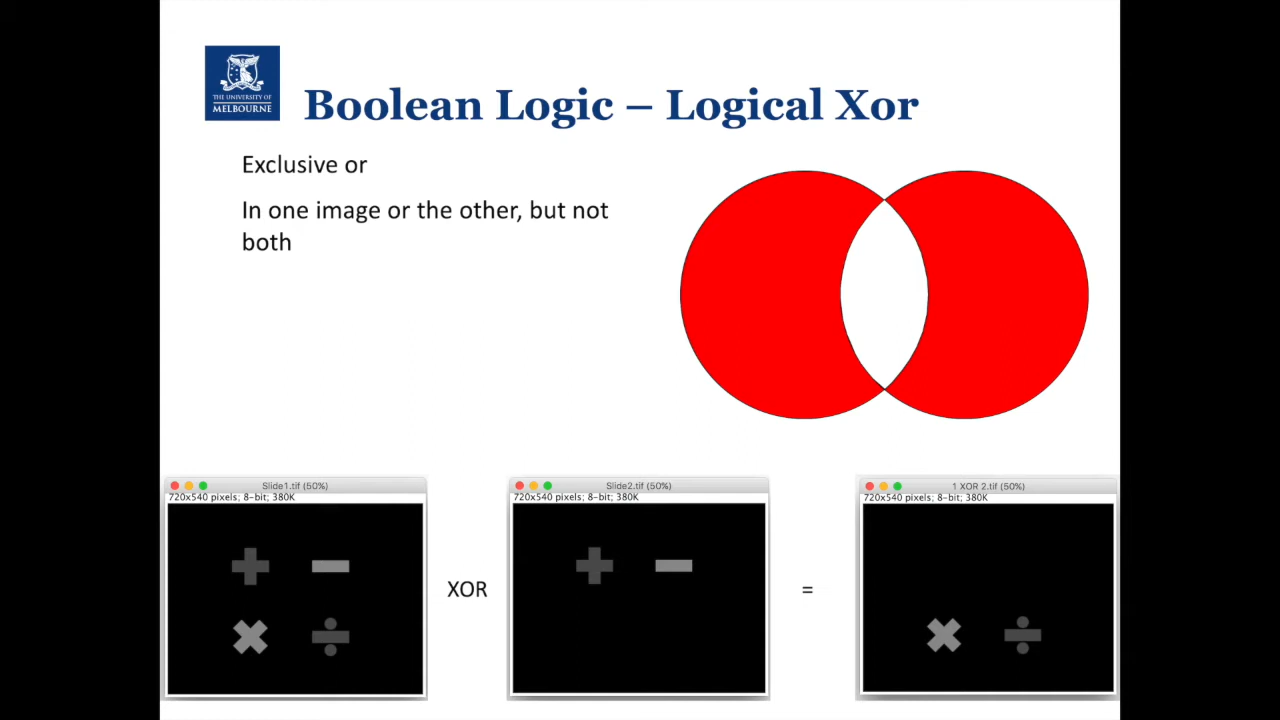 THE UNIVERSITY OF
MELBOURNE
Boolean Logic – Logical Xor
Exclusive or
In one image or the other, but not
both
Slide1.tif (50%)
720x540 pixels; 8-bit; 380K
XOR
Slide2.tif (50%)
720x540 pixels; 8-bit; 380K
=
1 XOR 2.tif (50%)
720x540 pixels; 8-bit; 380K